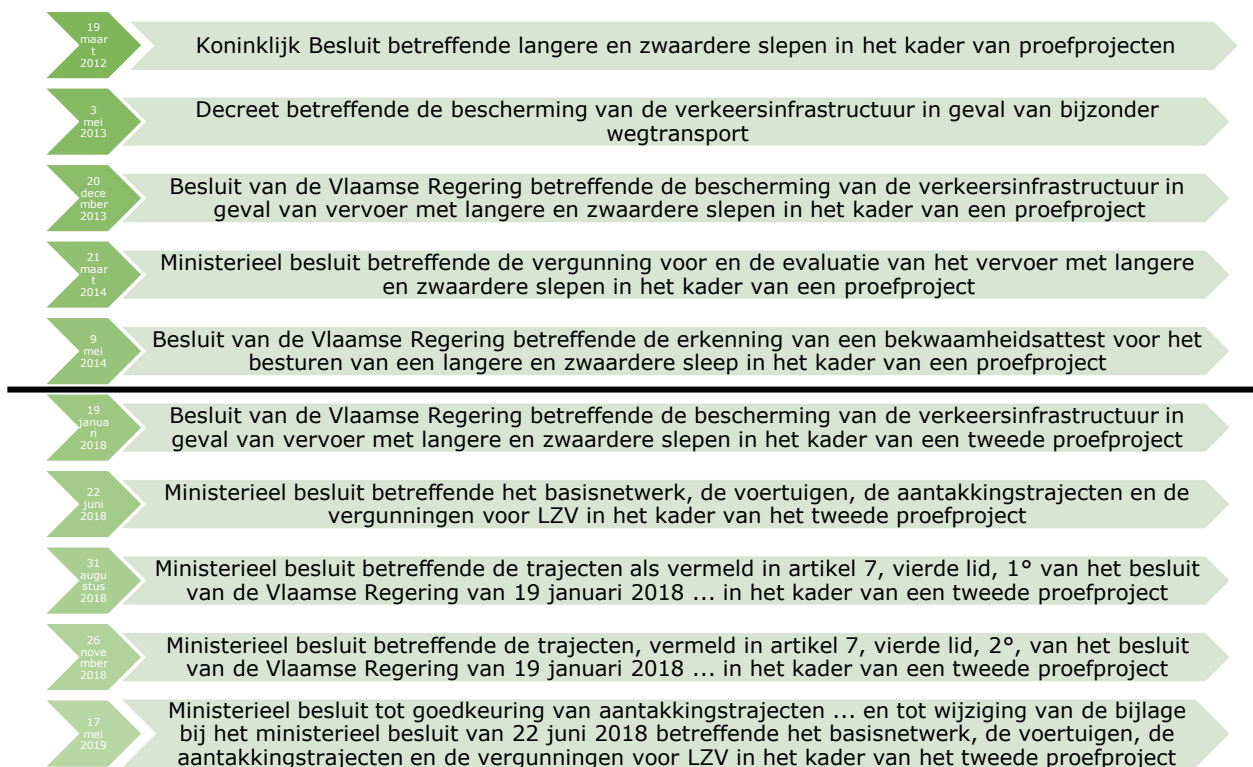 19
maar
t
2012
Koninklijk Besluit betreffende langere en zwaardere slepen in het kader van proefprojecten
3
mei
2013
Decreet betreffende de bescherming van de verkeersinfrastructuur in geval van bijzonder
wegtransport
20
dece
mber
2013
Besluit van de Vlaamse Regering betreffende de bescherming van de verkeersinfrastructuur in
geval van vervoer met langere en zwaardere slepen in het kader van een proefproject
21
maar
t
2014
Ministerieel besluit betreffende de vergunning voor en de evaluatie van het vervoer met langere
en zwaardere slepen in het kader van een proefproject
9
mei
2014
Besluit van de Vlaamse Regering betreffende de erkenning van een bekwaamheidsattest voor het
besturen van een langere en zwaardere sleep in het kader van een proefproject
19
janua
ri
2018
Besluit van de Vlaamse Regering betreffende de bescherming van de verkeersinfrastructuur in
geval van vervoer met langere en zwaardere slepen in het kader van een tweede proefproject
22
juni
2018
Ministerieel besluit betreffende het basisnetwerk, de voertuigen, de aantakkingstrajecten en de
vergunningen voor LZV in het kader van het tweede proefproject
31
augu
stus
2018
Ministerieel besluit betreffende de trajecten als vermeld in artikel 7, vierde lid, 1° van het besluit
van de Vlaamse Regering van 19 januari 2018 ... in het kader van een tweede proefproject
26
nove
mber
2018
Ministerieel besluit betreffende de trajecten, vermeld in artikel 7, vierde lid, 2°, van het besluit
van de Vlaamse Regering van 19 januari 2018 ... in het kader van een tweede proefproject
17
mei
2019
Ministerieel besluit tot goedkeuring van aantakkingstrajecten ... en tot wijziging van de bijlage
bij het ministerieel besluit van 22 juni 2018 betreffende het basisnetwerk, de voertuigen, de
aantakkingstrajecten en de vergunningen voor LZV in het kader van het tweede proefproject